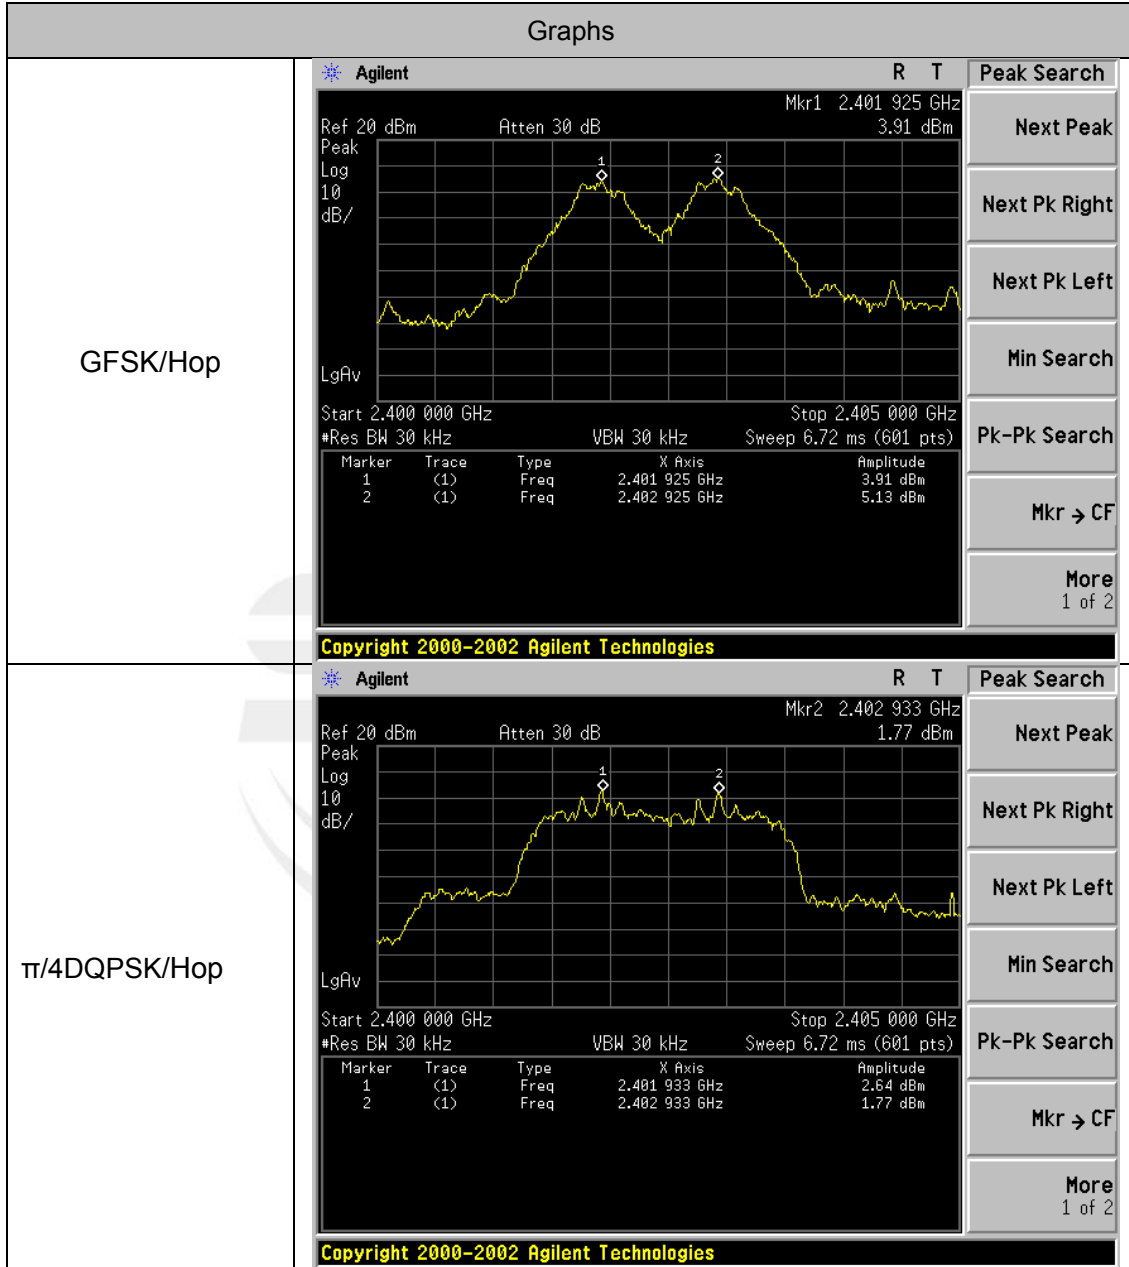 Graphs
GFSK/Hop
Agilent R T Peak Search
Mkr1 2.401 925 GHz
Ref 20 dBm Atten 30 dB 3.91 dBm
Peak
Log
10
dB/
1 2
LgAv
Start 2.400 000 GHz Stop 2.405 000 GHz
#Res BW 30 kHz VBW 30 kHz Sweep 6.72 ms (601 pts)
Marker Trace Type X Axis Amplitude
1 (1) Freq 2.401 925 GHz 3.91 dBm
2 (1) Freq 2.402 925 GHz 5.13 dBm
Next Peak
Next Pk Right
Next Pk Left
Min Search
Pk-Pk Search
Mkr → CF
More
1 of 2
Copyright 2000-2002 Agilent Technologies
π/4DQPSK/Hop
Agilent R T Peak Search
Mkr2 2.402 933 GHz
Ref 20 dBm Atten 30 dB 1.77 dBm
Peak
Log
10
dB/
1 2
LgAv
Start 2.400 000 GHz Stop 2.405 000 GHz
#Res BW 30 kHz VBW 30 kHz Sweep 6.72 ms (601 pts)
Marker Trace Type X Axis Amplitude
1 (1) Freq 2.401 933 GHz 2.64 dBm
2 (1) Freq 2.402 933 GHz 1.77 dBm
Next Peak
Next Pk Right
Next Pk Left
Min Search
Pk-Pk Search
Mkr → CF
More
1 of 2
Copyright 2000-2002 Agilent Technologies